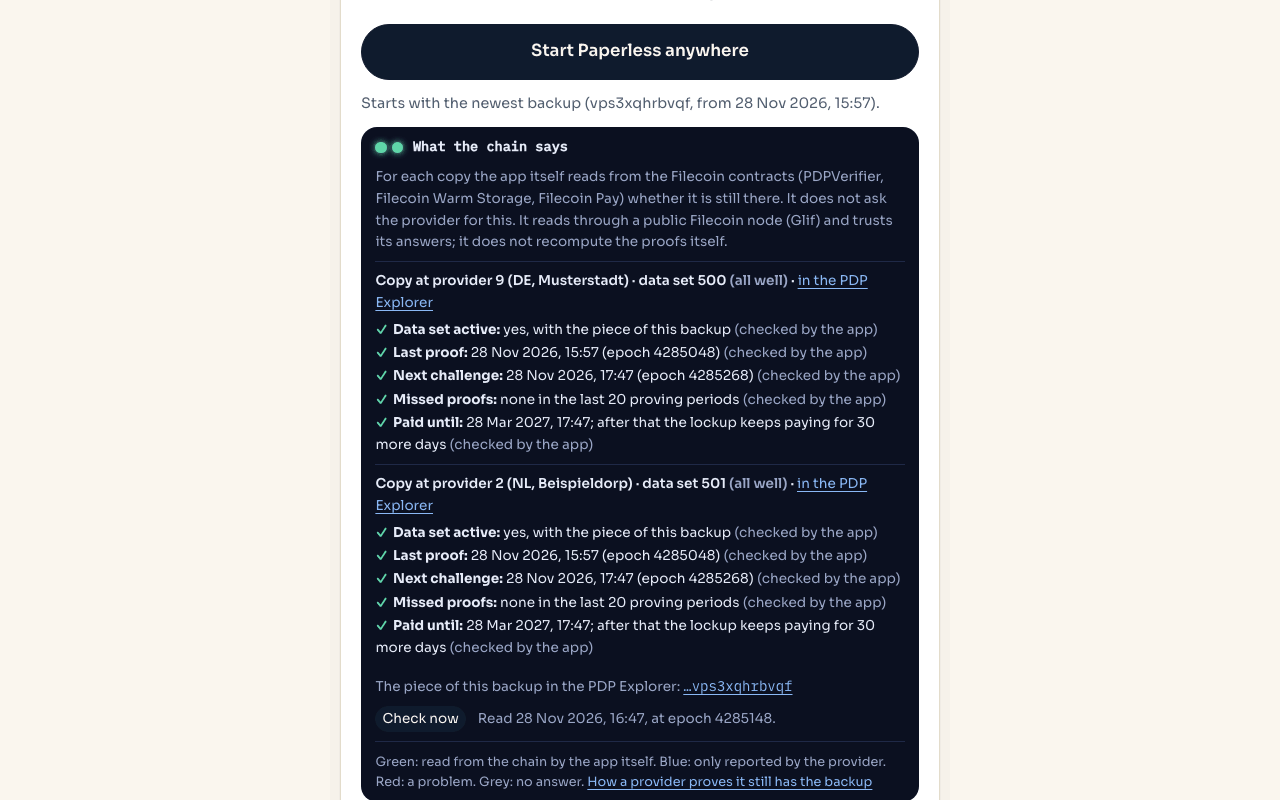 Start Paperless anywhere
Starts with the newest backup (vps3xqhrbvqf, from 28 Nov 2026, 15:57).
What the chain says
For each copy the app itself reads from the Filecoin contracts (PDPVerifier,
Filecoin Warm Storage, Filecoin Pay) whether it is still there. It does not ask
the provider for this. It reads through a public Filecoin node (Glif) and trusts
its answers; it does not recompute the proofs itself.
Copy at provider 9 (DE, Musterstadt) · data set 500 (all well) · in the PDP
Explorer
✓ Data set active: yes, with the piece of this backup (checked by the app)
✓ Last proof: 28 Nov 2026, 15:57 (epoch 4285048) (checked by the app)
✓ Next challenge: 28 Nov 2026, 17:47 (epoch 4285268) (checked by the app)
✓ Missed proofs: none in the last 20 proving periods (checked by the app)
✓ Paid until: 28 Mar 2027, 17:47; after that the lockup keeps paying for 30
more days (checked by the app)
Copy at provider 2 (NL, Beispieldorp) · data set 501 (all well) · in the PDP
Explorer
✓ Data set active: yes, with the piece of this backup (checked by the app)
✓ Last proof: 28 Nov 2026, 15:57 (epoch 4285048) (checked by the app)
✓ Next challenge: 28 Nov 2026, 17:47 (epoch 4285268) (checked by the app)
✓ Missed proofs: none in the last 20 proving periods (checked by the app)
✓ Paid until: 28 Mar 2027, 17:47; after that the lockup keeps paying for 30
more days (checked by the app)
The piece of this backup in the PDP Explorer: …vps3xqhrbvqf
Check now Read 28 Nov 2026, 16:47, at epoch 4285148.
Green: read from the chain by the app itself. Blue: only reported by the provider.
Red: a problem. Grey: no answer. How a provider proves it still has the backup